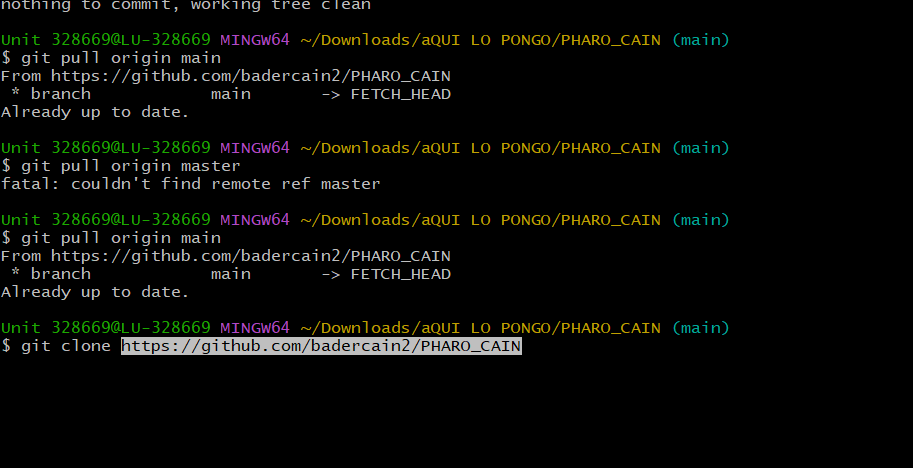 nothing to commit, working tree clean
Unit 328669@LU-328669 MINGW64 ~/Downloads/aQUI LO PONGO/PHARO_CAIN (main)
$ git pull origin main
From https://github.com/badercain2/PHARO_CAIN
 * branch            main       -> FETCH_HEAD
Already up to date.
Unit 328669@LU-328669 MINGW64 ~/Downloads/aQUI LO PONGO/PHARO_CAIN (main)
$ git pull origin master
fatal: couldn't find remote ref master
Unit 328669@LU-328669 MINGW64 ~/Downloads/aQUI LO PONGO/PHARO_CAIN (main)
$ git pull origin main
From https://github.com/badercain2/PHARO_CAIN
 * branch            main       -> FETCH_HEAD
Already up to date.
Unit 328669@LU-328669 MINGW64 ~/Downloads/aQUI LO PONGO/PHARO_CAIN (main)
$ git clone https://github.com/badercain2/PHARO_CAIN